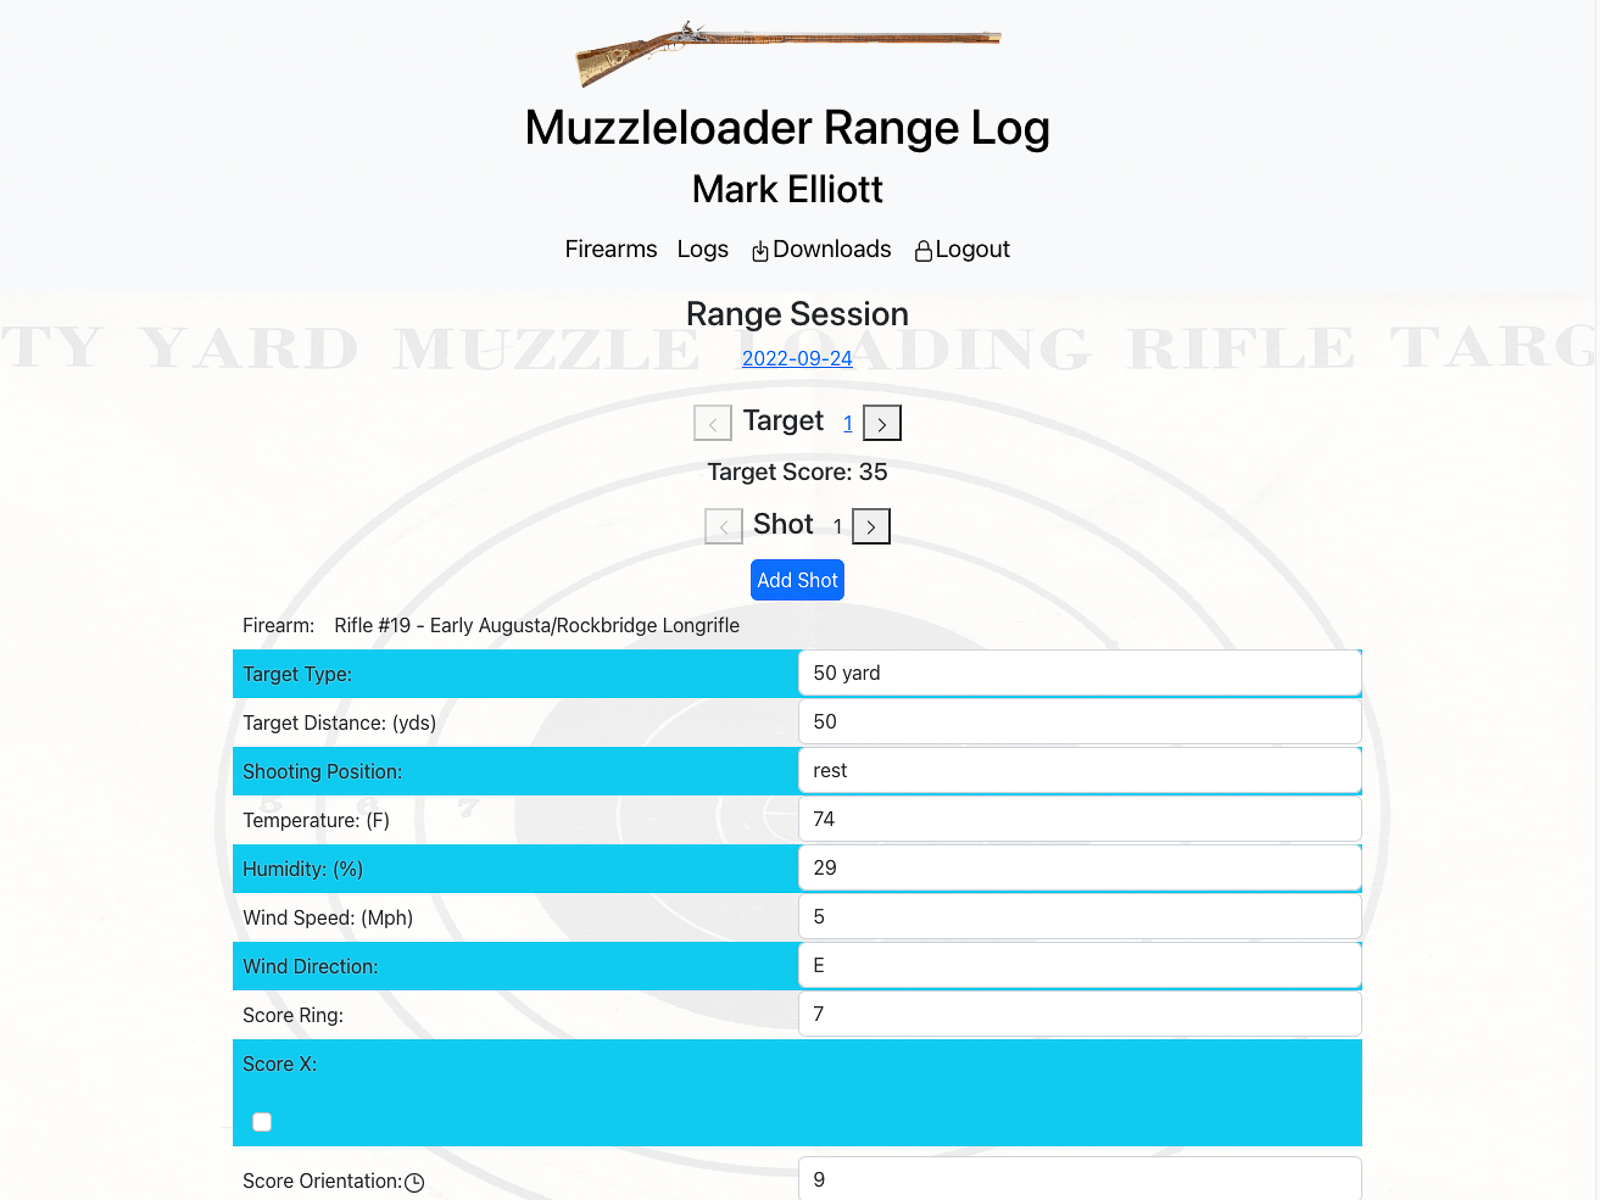 Muzzleloader Range Log
Mark Elliott
Firearms Logs Downloads Logout
Range Session
TY YARD MUZZLE LOADING RIFLE TARG
2022-09-24
< Target 1 >
Target Score: 35
< Shot 1 >
Add Shot
Firearm: Rifle #19 - Early Augusta/Rockbridge Longrifle
Target Type: 50 yard
Target Distance: (yds) 50
Shooting Position: rest
5 6 7
Temperature: (F) 74
Humidity: (%) 29
Wind Speed: (Mph) 5
Wind Direction: E
Score Ring: 7
Score X:
Score Orientation: 9